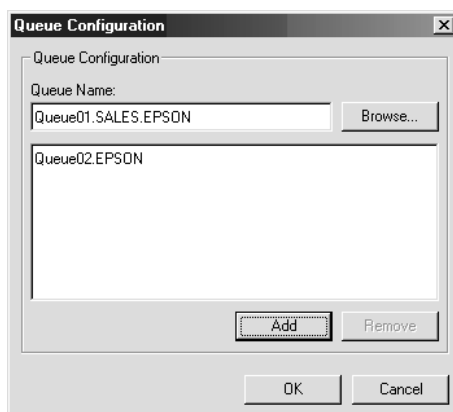 Queue Configuration
Queue Configuration
Queue Name:
Queue01.SALES.EPSON
Browse...
Queue02.EPSON
Add
Remove
OK
Cancel